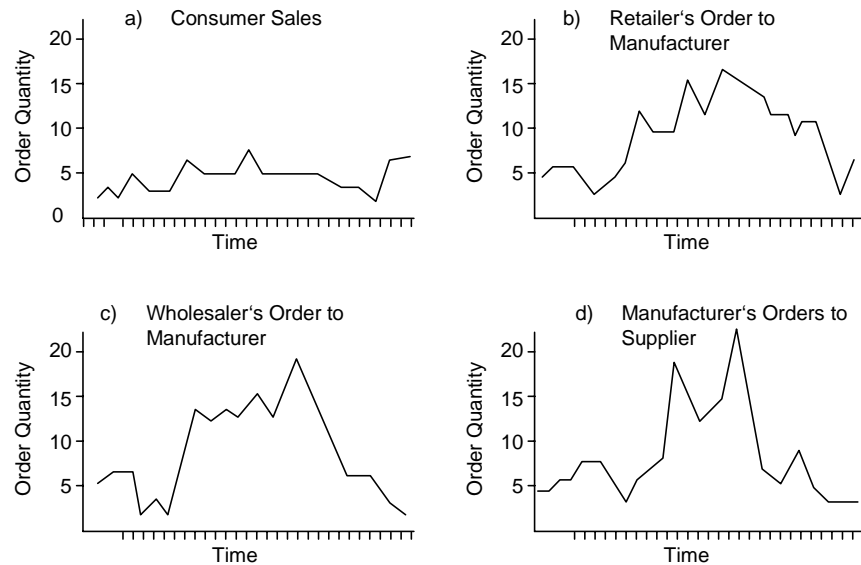 a) Consumer Sales
20
15
10
5
0
Order Quantity
Time
b) Retailer‘s Order to
Manufacturer
20
15
10
5
Order Quantity
Time
c) Wholesaler‘s Order to
Manufacturer
20
15
10
5
Order Quantity
Time
d) Manufacturer‘s Orders to
Supplier
20
15
10
5
Order Quantity
Time